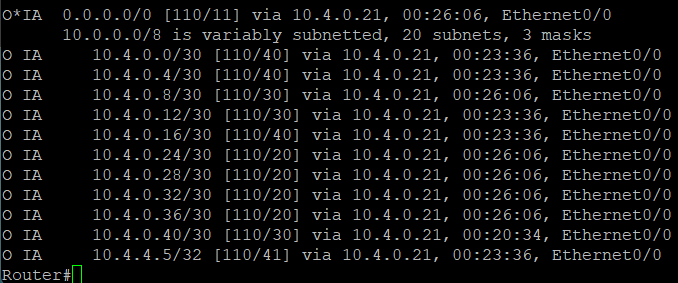 O*IA  0.0.0.0/0 [110/11] via 10.4.0.21, 00:26:06, Ethernet0/0
      10.0.0.0/8 is variably subnetted, 20 subnets, 3 masks
O IA     10.4.0.0/30 [110/40] via 10.4.0.21, 00:23:36, Ethernet0/0
O IA     10.4.0.4/30 [110/40] via 10.4.0.21, 00:23:36, Ethernet0/0
O IA     10.4.0.8/30 [110/30] via 10.4.0.21, 00:26:06, Ethernet0/0
O IA     10.4.0.12/30 [110/30] via 10.4.0.21, 00:23:36, Ethernet0/0
O IA     10.4.0.16/30 [110/40] via 10.4.0.21, 00:23:36, Ethernet0/0
O IA     10.4.0.24/30 [110/20] via 10.4.0.21, 00:26:06, Ethernet0/0
O IA     10.4.0.28/30 [110/20] via 10.4.0.21, 00:26:06, Ethernet0/0
O IA     10.4.0.32/30 [110/20] via 10.4.0.21, 00:26:06, Ethernet0/0
O IA     10.4.0.36/30 [110/20] via 10.4.0.21, 00:26:06, Ethernet0/0
O IA     10.4.0.40/30 [110/30] via 10.4.0.21, 00:20:34, Ethernet0/0
O IA     10.4.4.5/32 [110/41] via 10.4.0.21, 00:23:36, Ethernet0/0
Router#